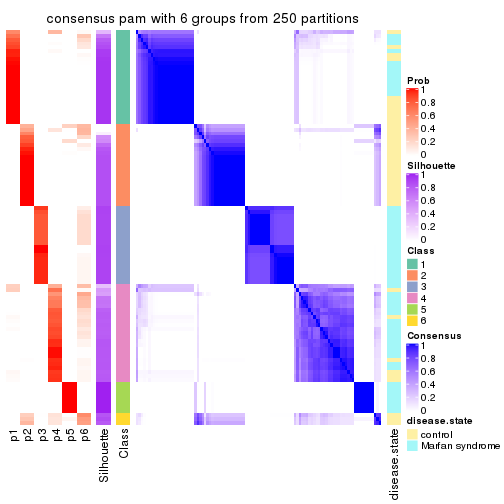 consensus pam with 6 groups from 250 partitions
Prob
1
0.8
0.6
0.4
0.2
0
Silhouette
1
0.8
0.6
0.4
0.2
0
Class
1
2
3
4
5
6
Consensus
1
0.8
0.6
0.4
0.2
0
disease.state
control
Marfan syndrome
p1
p2
p3
p4
p5
p6
Silhouette
Class
disease.state